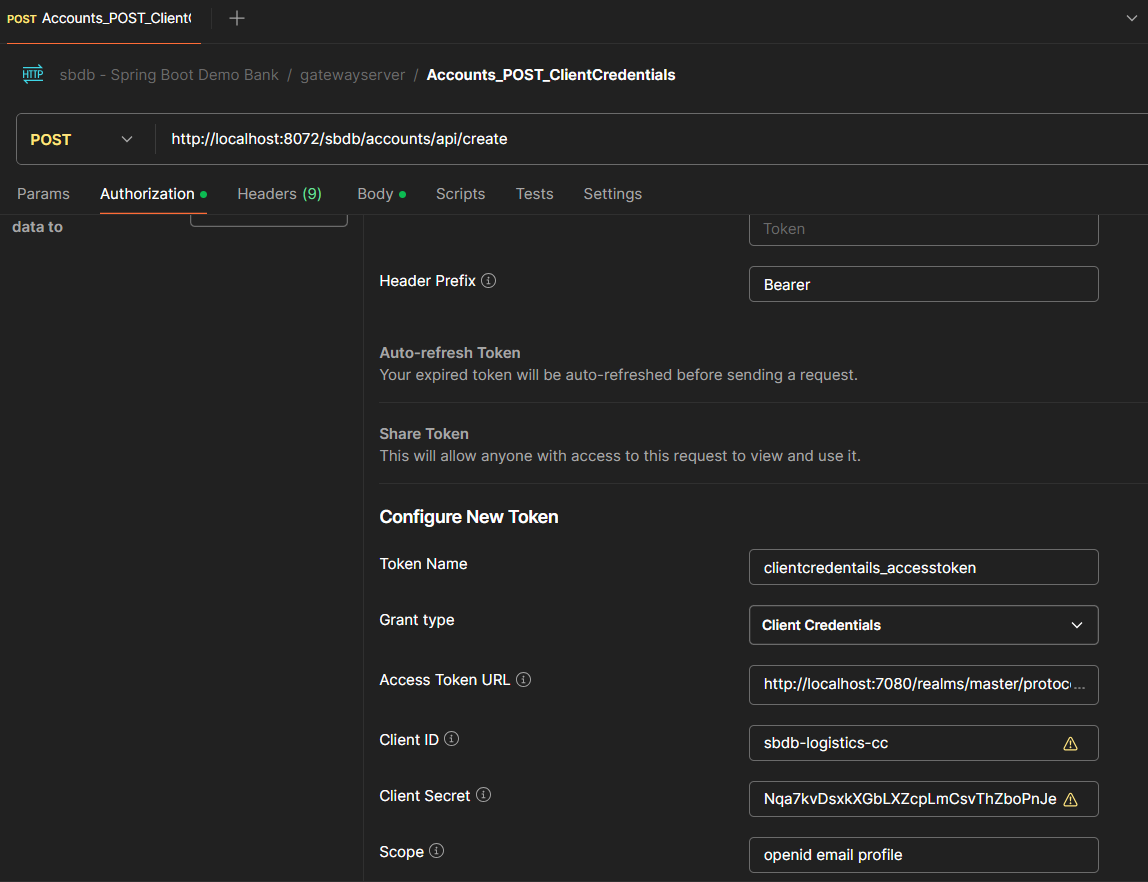 POST Accounts_POST_Client
HTTP sbdb - Spring Boot Demo Bank / gatewayserver / Accounts_POST_ClientCredentials
POST http://localhost:8072/sbdb/accounts/api/create
Params Authorization Headers (9) Body Scripts Tests Settings
data to
Token
Header Prefix
Bearer
Auto-refresh Token
Your expired token will be auto-refreshed before sending a request.
Share Token
This will allow anyone with access to this request to view and use it.
Configure New Token
Token Name
clientcredentails_accesstoken
Grant type
Client Credentials
Access Token URL
http://localhost:7080/realms/master/protoc...
Client ID
sbdb-logistics-cc
Client Secret
Nqa7kvDsxkXGbLXZcpLmCsvThZboPnJe
Scope
openid email profile